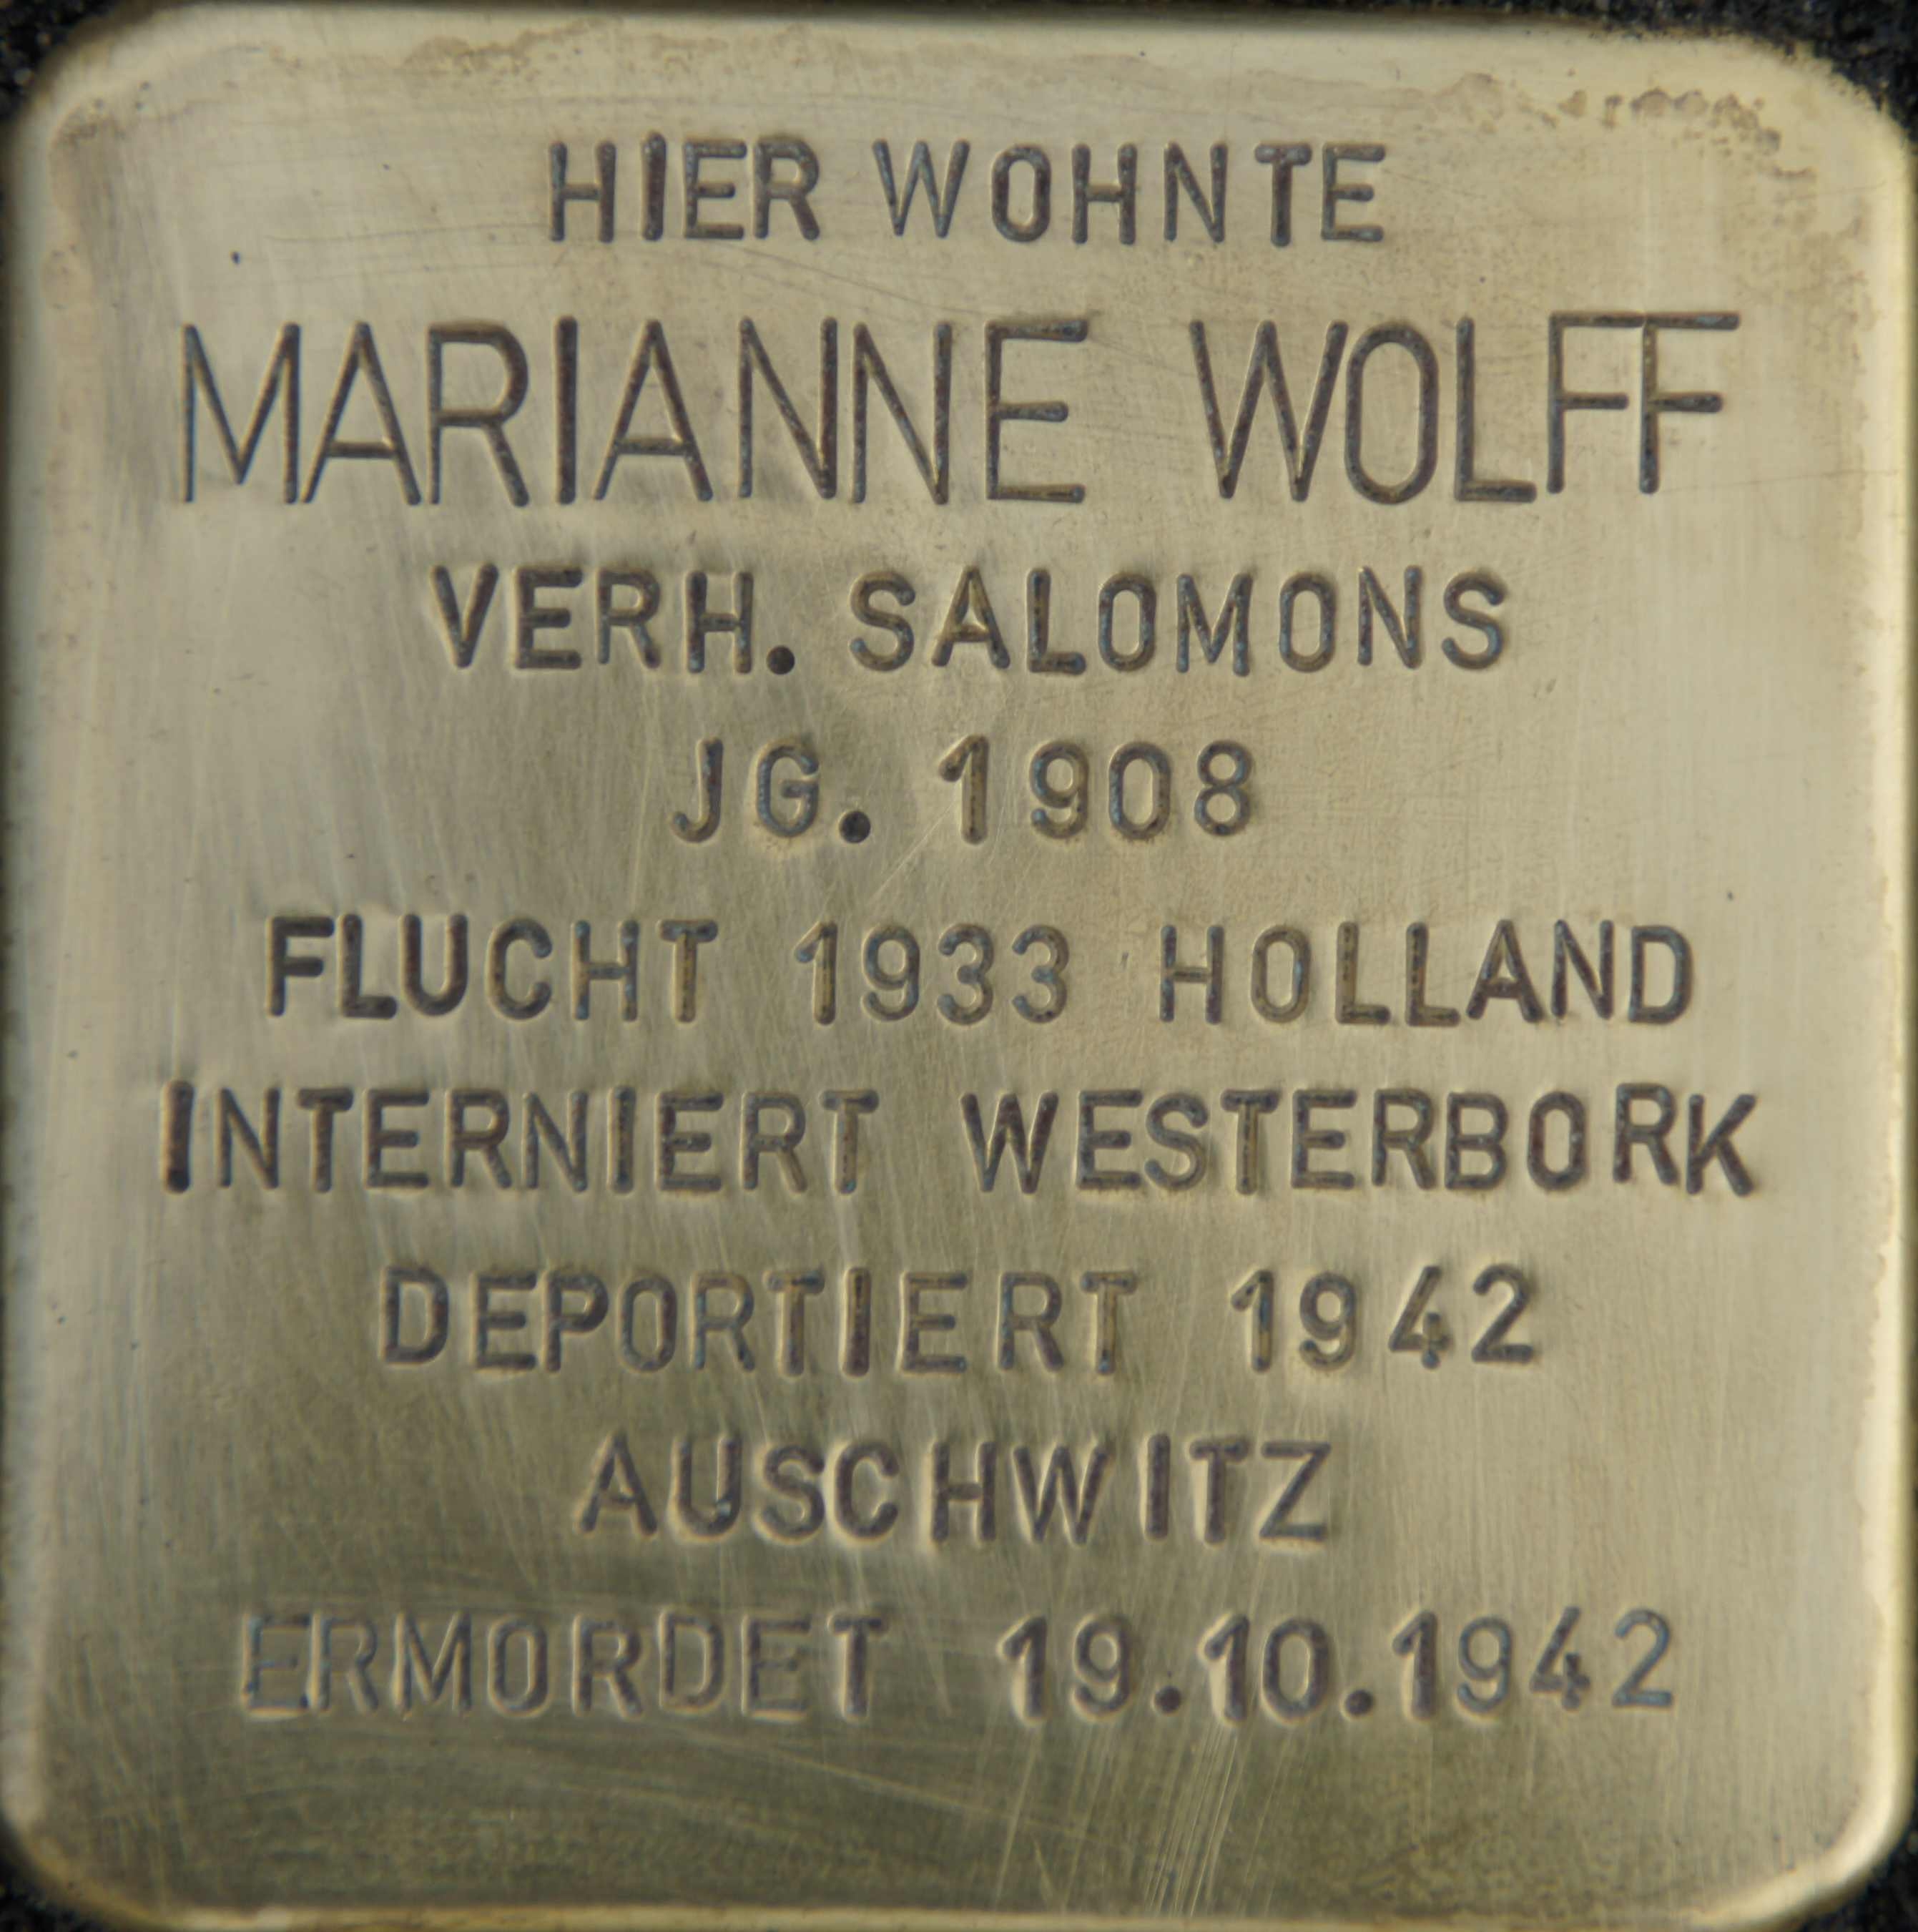 HIER WOHNTE
MARIANNE WOLFF
VERH. SALOMONS
JG. 1908
FLUCHT 1933 HOLLAND
INTERNIERT WESTERBORK
DEPORTIERT 1942
AUSCHWITZ
ERMORDET 19.10.1942